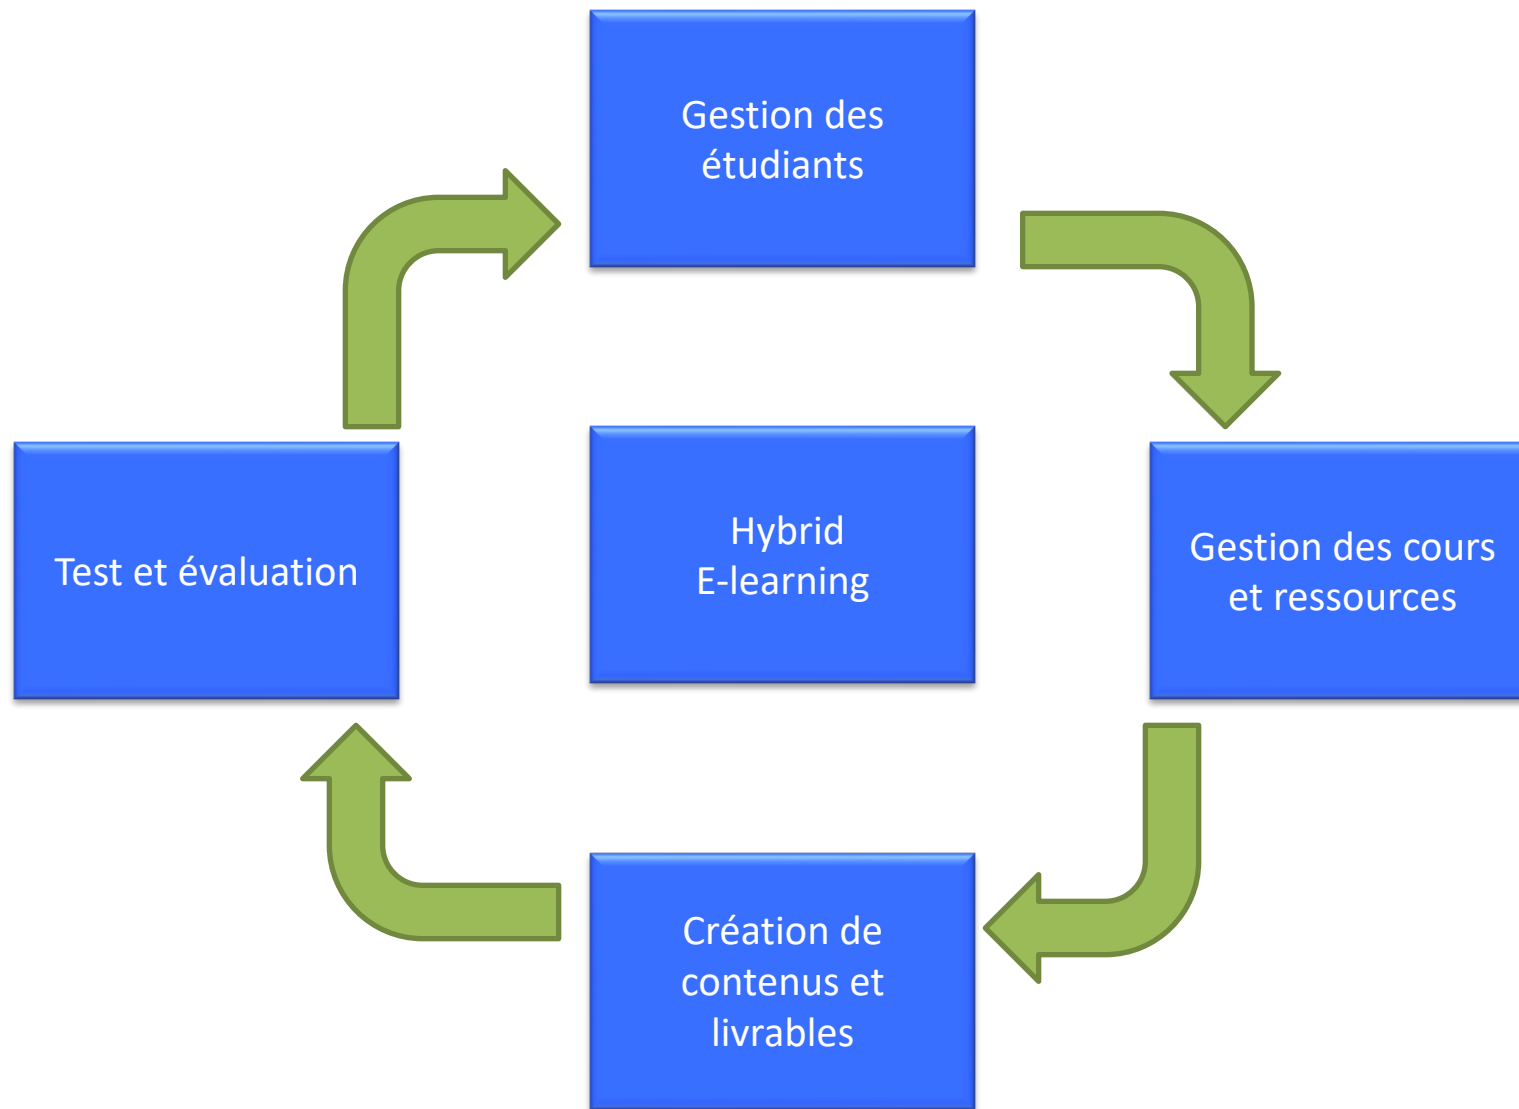 Gestion des
étudiants
Test et évaluation
Hybrid
E-learning
Gestion des cours
et ressources
Création de
contenus et
livrables